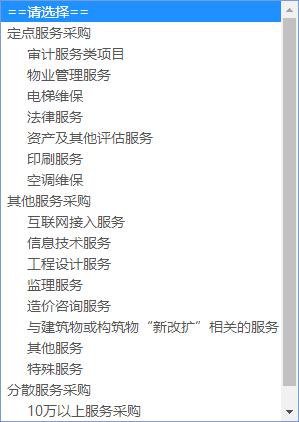 ==请选择==
定点服务采购
审计服务类项目
物业管理服务
电梯维保
法律服务
资产及其他评估服务
印刷服务
空调维保
其他服务采购
互联网接入服务
信息技术服务
工程设计服务
监理服务
造价咨询服务
与建筑物或构筑物“新改扩”相关的服务
其他服务
特殊服务
分散服务采购
10万以上服务采购